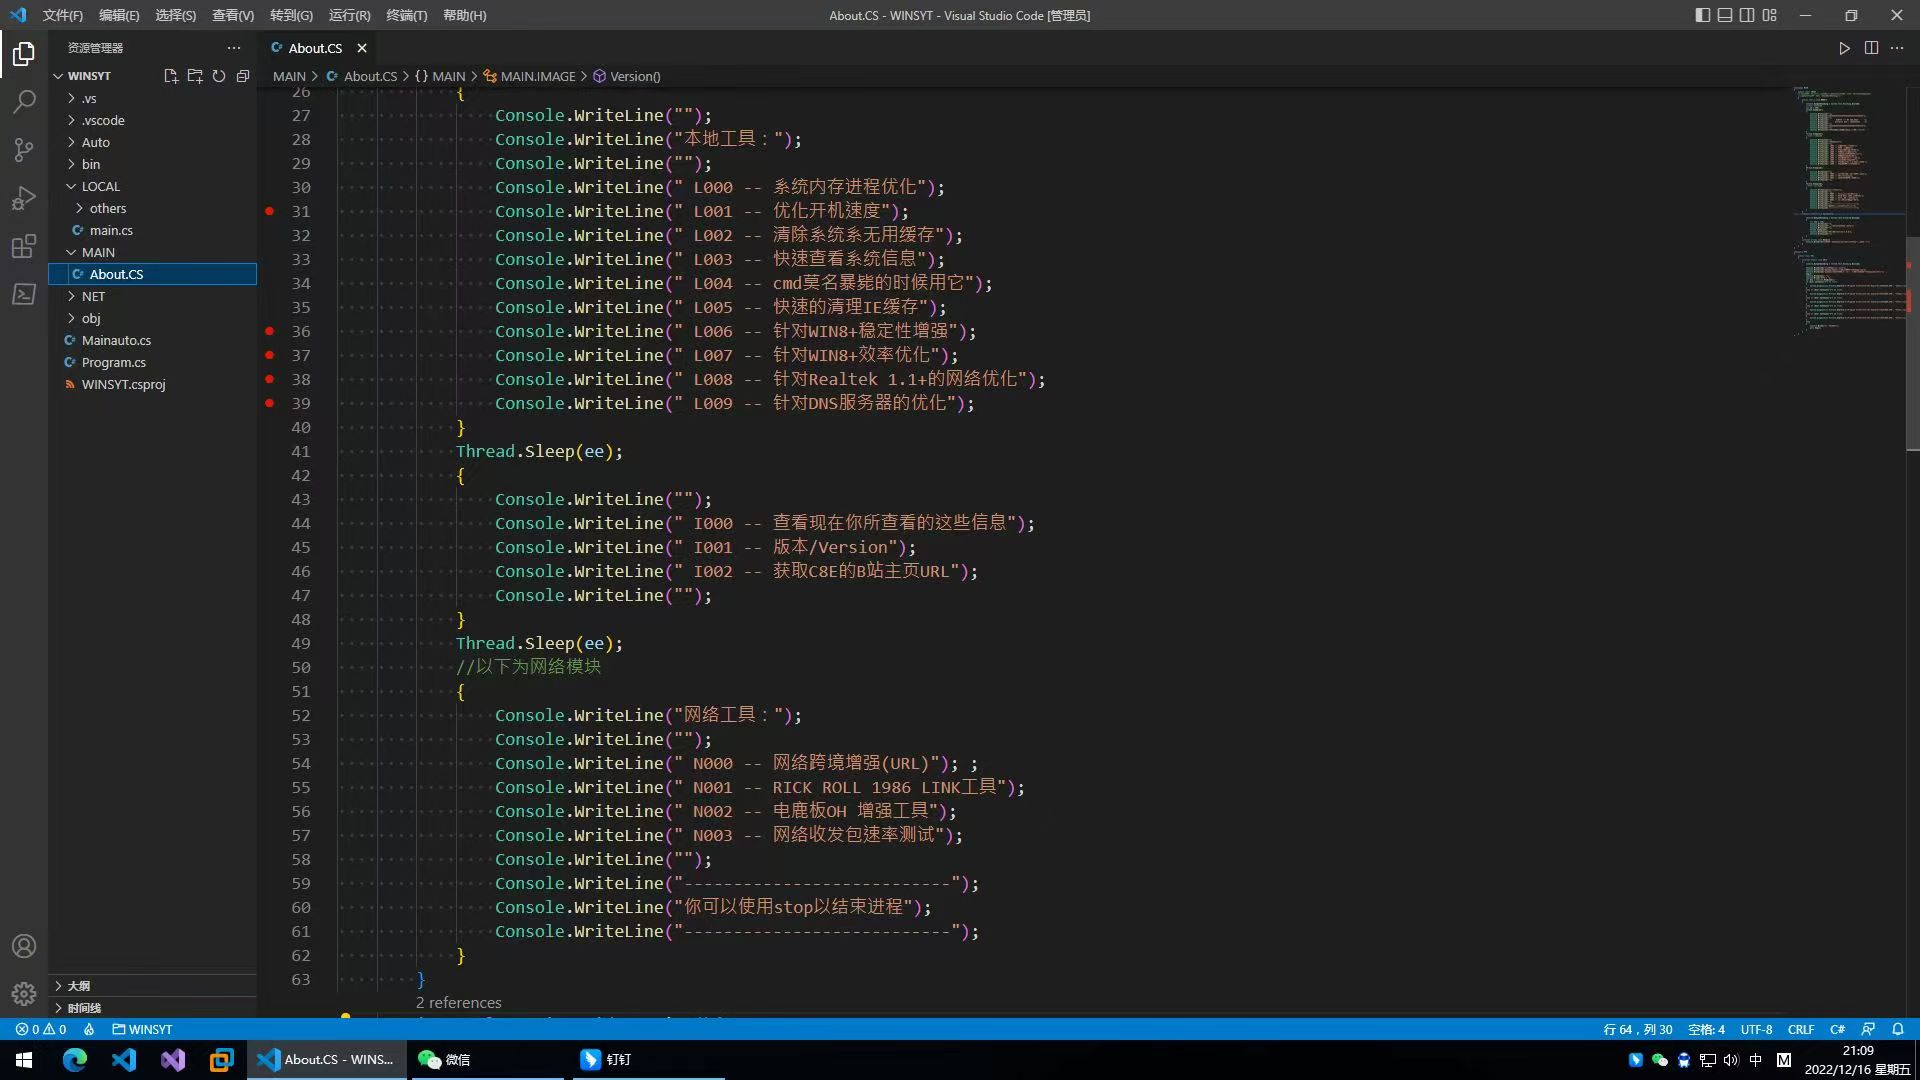 文件(F) 编辑(E) 选择(S) 查看(V) 转到(G) 运行(R) 终端(T) 帮助(H)
About.CS - WINSYT - Visual Studio Code [管理员]
资源管理器
WINSYT
.vs
.vscode
Auto
bin
LOCAL
others
main.cs
MAIN
About.CS
NET
obj
Mainauto.cs
Program.cs
WINSYT.csproj
大纲
时间线
About.CS
MAIN > About.CS > {} MAIN > MAIN.IMAGE > Version()
26 {
27 Console.WriteLine("");
28 Console.WriteLine("本地工具：");
29 Console.WriteLine("");
30 Console.WriteLine(" L000 -- 系统内存进程优化");
31 Console.WriteLine(" L001 -- 优化开机速度");
32 Console.WriteLine(" L002 -- 清除系统系无用缓存");
33 Console.WriteLine(" L003 -- 快速查看系统信息");
34 Console.WriteLine(" L004 -- cmd莫名暴毙的时候用它");
35 Console.WriteLine(" L005 -- 快速的清理IE缓存");
36 Console.WriteLine(" L006 -- 针对WIN8+稳定性增强");
37 Console.WriteLine(" L007 -- 针对WIN8+效率优化");
38 Console.WriteLine(" L008 -- 针对Realtek 1.1+的网络优化");
39 Console.WriteLine(" L009 -- 针对DNS服务器的优化");
40 }
41 Thread.Sleep(ee);
42 {
43 Console.WriteLine("");
44 Console.WriteLine(" I000 -- 查看现在你所查看的这些信息");
45 Console.WriteLine(" I001 -- 版本/Version");
46 Console.WriteLine(" I002 -- 获取C8E的B站主页URL");
47 Console.WriteLine("");
48 }
49 Thread.Sleep(ee);
50 //以下为网络模块
51 {
52 Console.WriteLine("网络工具：");
53 Console.WriteLine("");
54 Console.WriteLine(" N000 -- 网络跨境增强(URL)"); ;
55 Console.WriteLine(" N001 -- RICK ROLL 1986 LINK工具");
56 Console.WriteLine(" N002 -- 电鹿板OH 增强工具");
57 Console.WriteLine(" N003 -- 网络收发包速率测试");
58 Console.WriteLine("");
59 Console.WriteLine("---------------------------");
60 Console.WriteLine("你可以使用stop以结束进程");
61 Console.WriteLine("---------------------------");
62 }
63 }
2 references
0 0 WINSYT 行 64，列 30 空格: 4 UTF-8 CRLF C#
About.CS - WINS... 微信 钉钉 中 M 21:09
2022/12/16 星期五